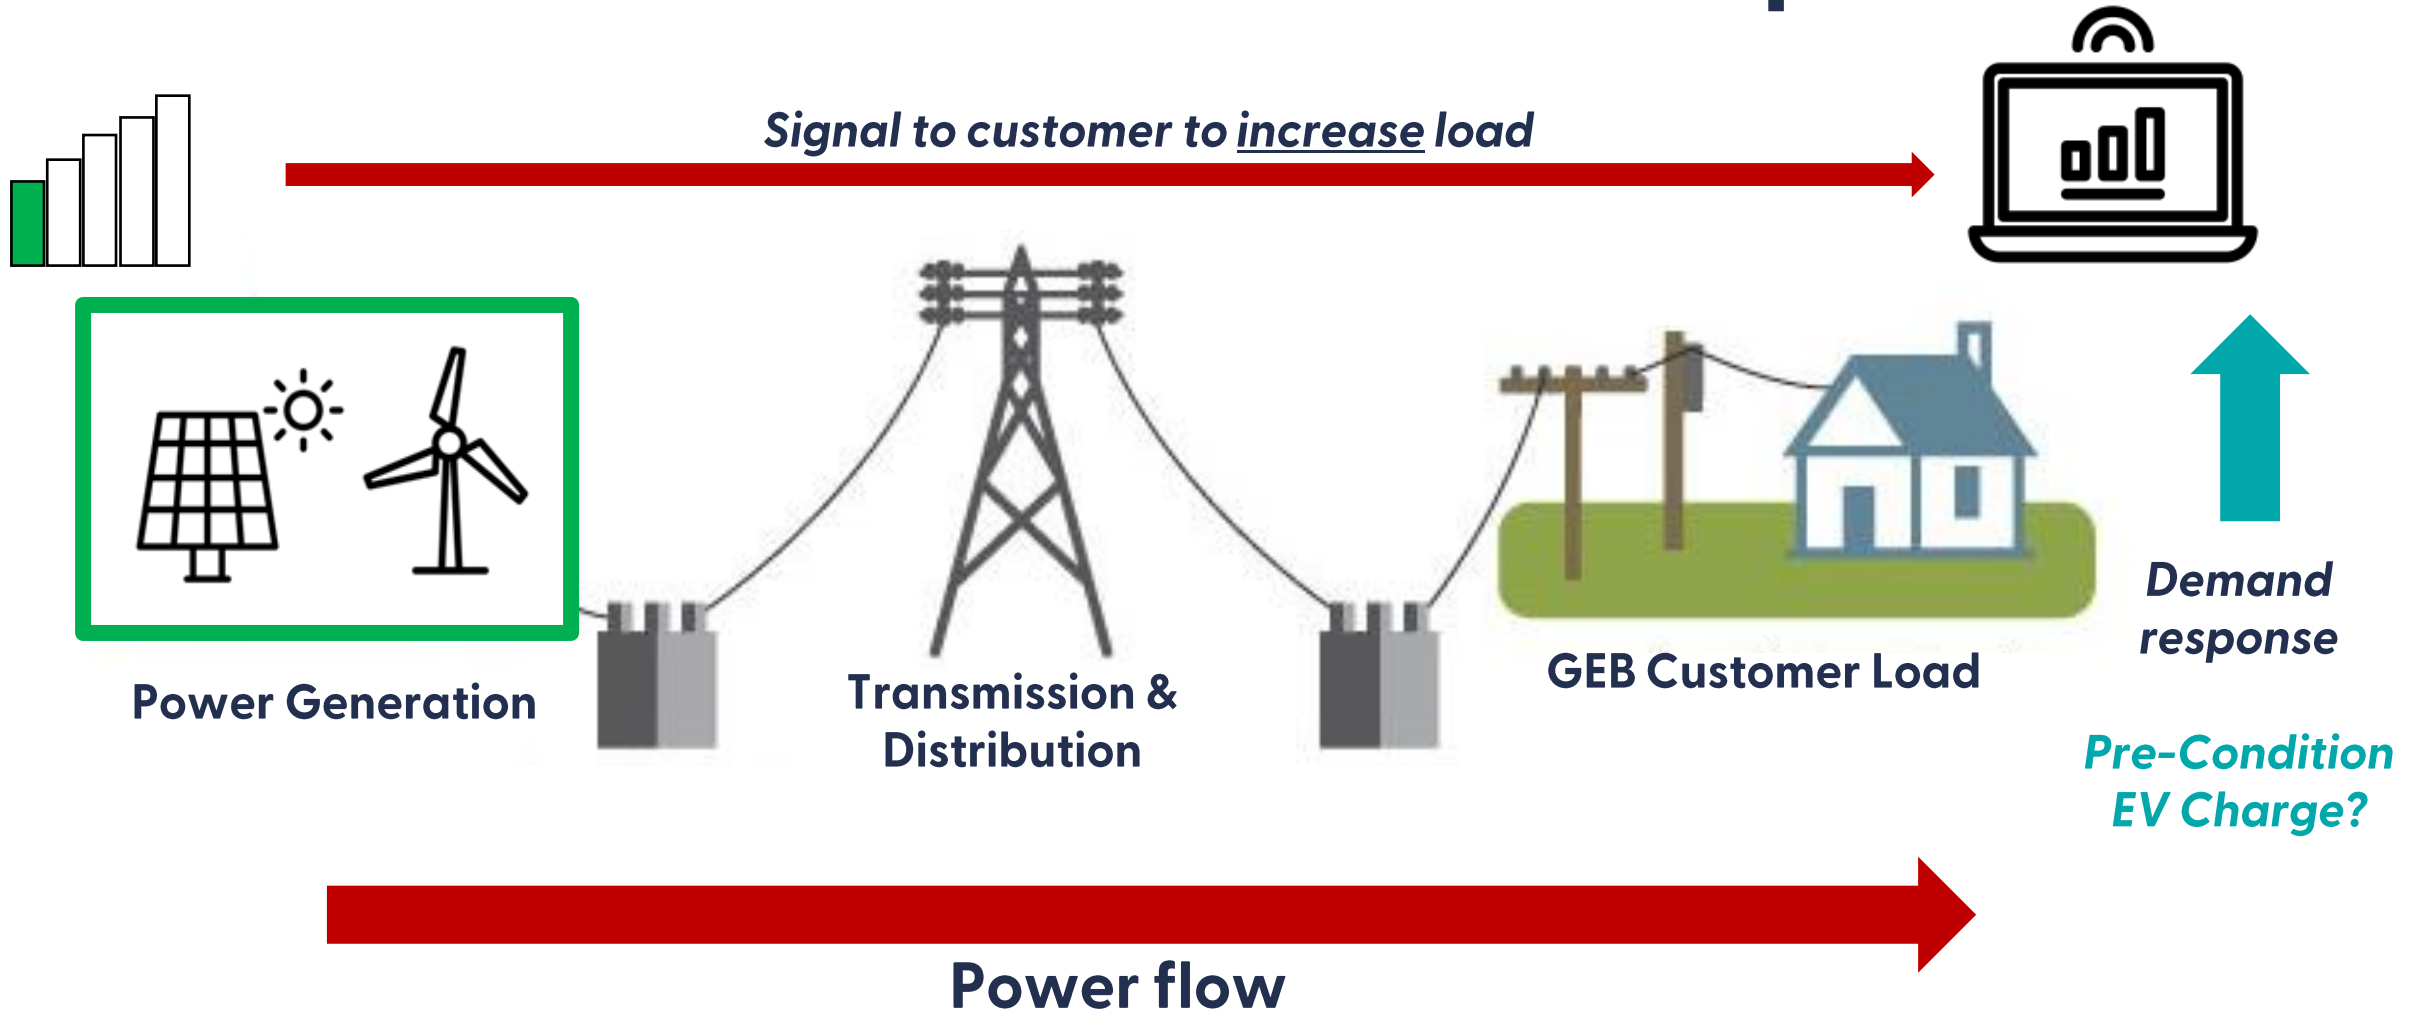 Signal to customer to increase load
Power Generation
Transmission &
Distribution
GEB Customer Load
Demand
response
Pre-Condition
EV Charge?
Power flow